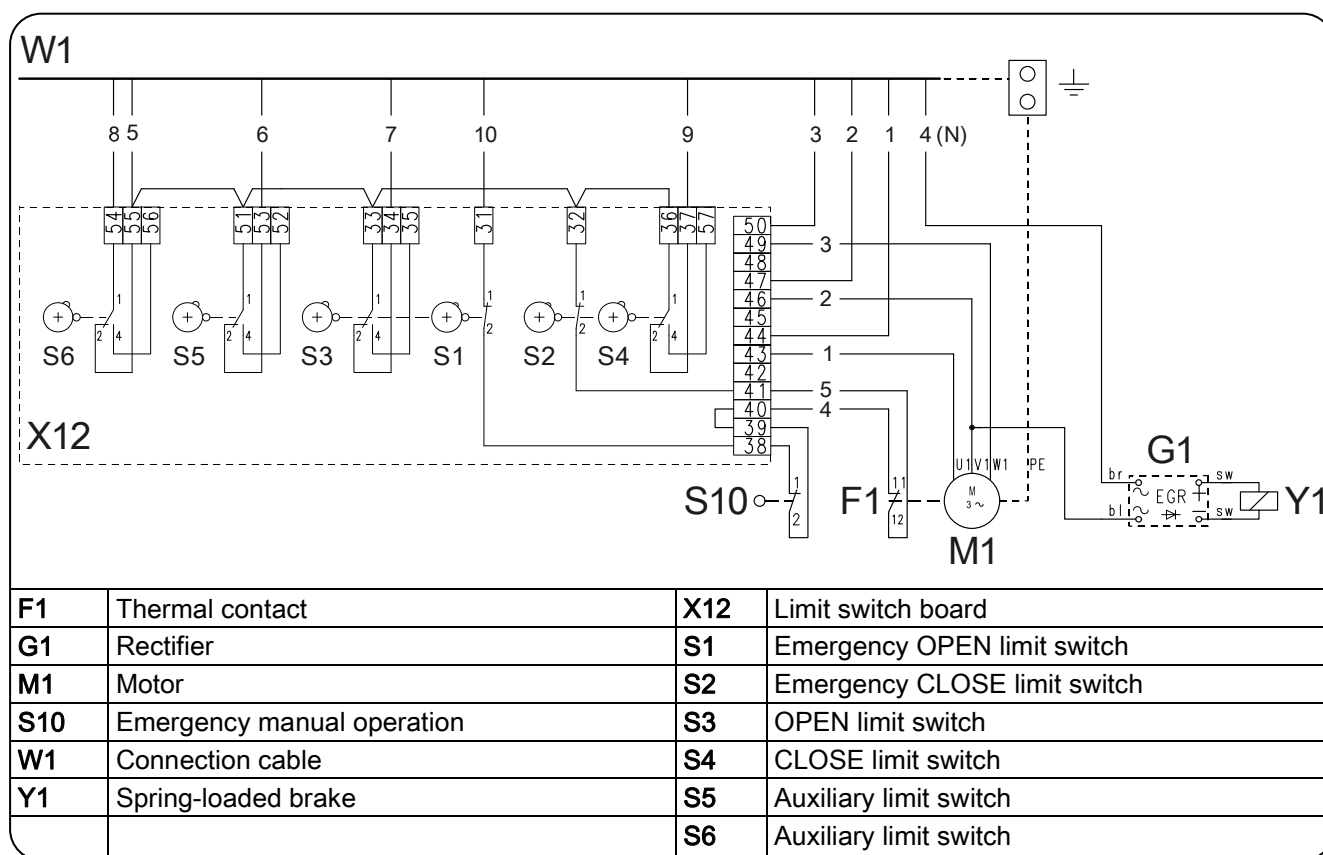 W1
8 5 6 7 10 9 3 2 1 4 (N)
54 55 56 51 53 52 33 34 35 31 32 36 37 57
50
49 3
48
47
46 2
45
44
43 1
42
41 5
40 4
39
38
1 1 1 1 1 1
2 4 2 4 2 4 2 2 2 4
S6 S5 S3 S1 S2 S4
X12
U1 V1 W1 PE
G1
br sw
EGR
bl sw
Y1
S10 1 2
F1 11 12
M 3~
M1
F1 Thermal contact X12 Limit switch board
G1 Rectifier S1 Emergency OPEN limit switch
M1 Motor S2 Emergency CLOSE limit switch
S10 Emergency manual operation S3 OPEN limit switch
W1 Connection cable S4 CLOSE limit switch
Y1 Spring-loaded brake S5 Auxiliary limit switch
S6 Auxiliary limit switch